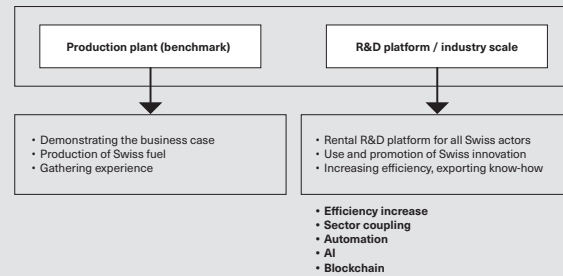 Production plant (benchmark)
R&D platform / industry scale
• Demonstrating the business case
• Production of Swiss fuel
• Gathering experience
• Rental R&D platform for all Swiss actors
• Use and promotion of Swiss innovation
• Increasing efficiency, exporting know-how
• Efficiency increase
• Sector coupling
• Automation
• AI
• Blockchain